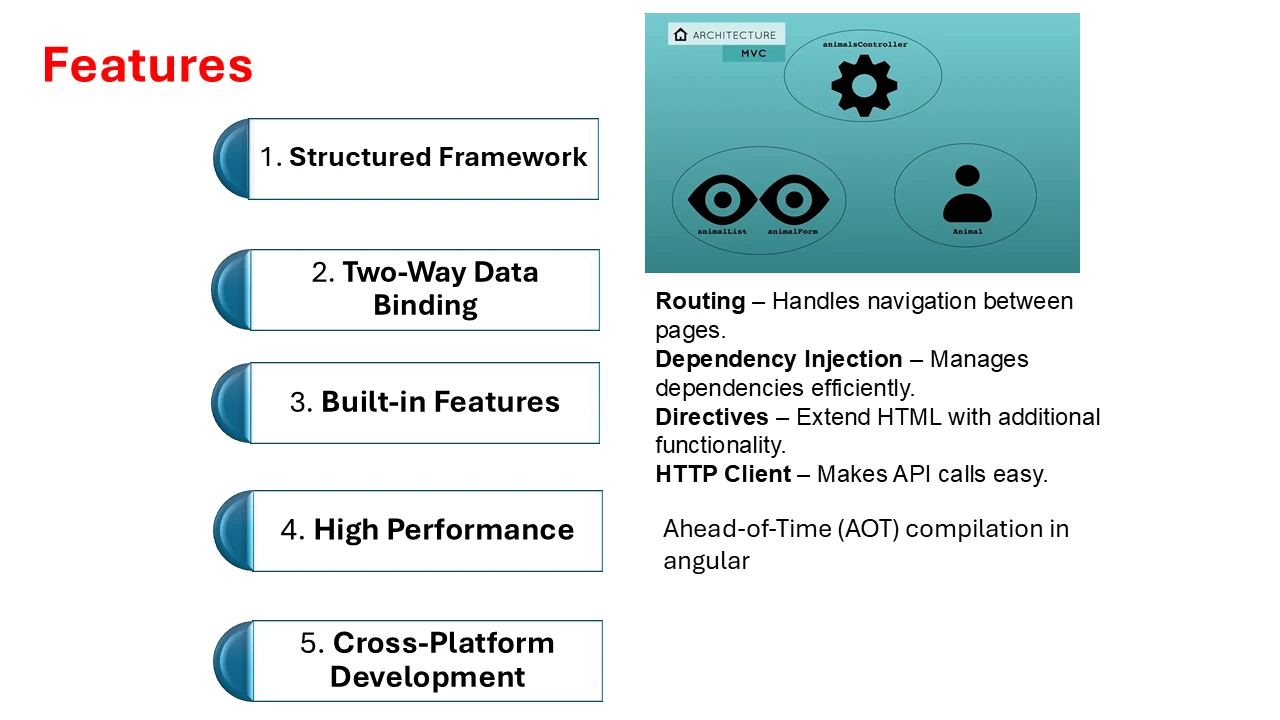 Features
1. Structured Framework
2. Two-Way Data
Binding
3. Built-in Features
4. High Performance
5. Cross-Platform
Development
ARCHITECTURE
MVC
animalsController
animalList
animalForm
Animal
Routing – Handles navigation between
pages.
Dependency Injection – Manages
dependencies efficiently.
Directives – Extend HTML with additional
functionality.
HTTP Client – Makes API calls easy.
Ahead-of-Time (AOT) compilation in
angular